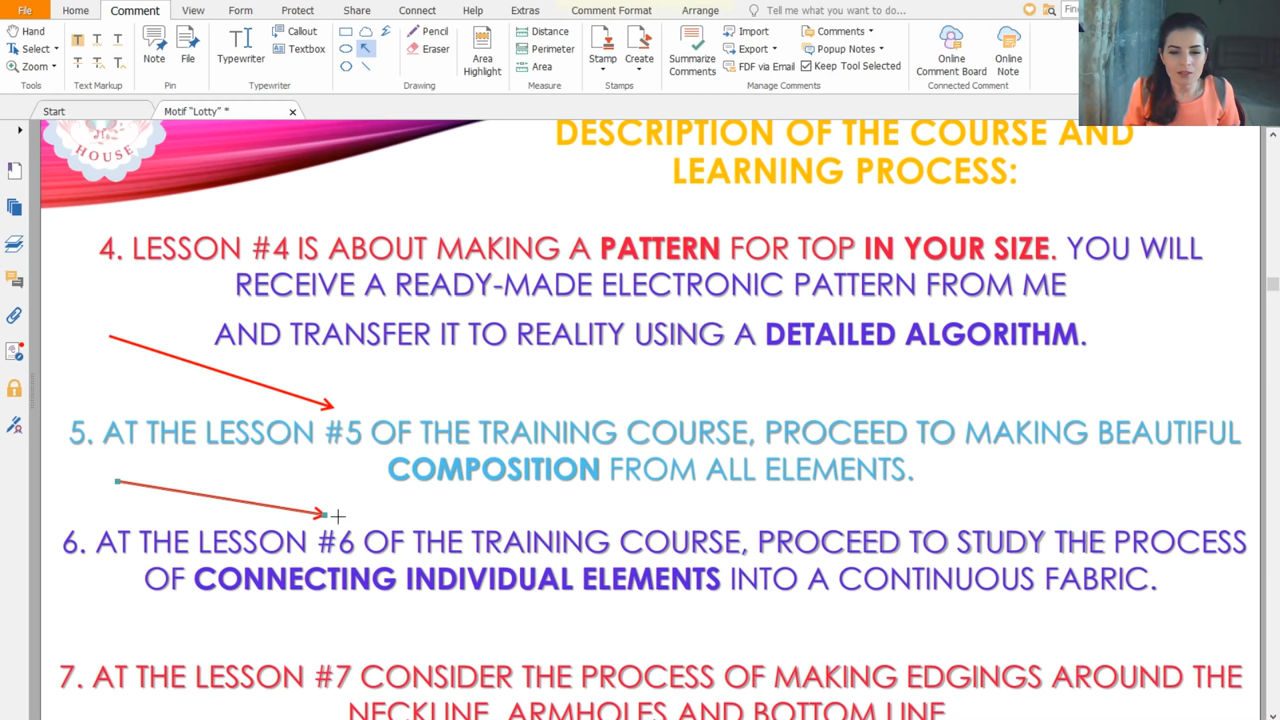 File
Home
Comment
View
Form
Protect
Share
Connect
Help
Extras
Comment Format
Arrange
Tell me what you want to do...
Hand
Select
Zoom
Tools
T T T
T T T
Text Markup
Note
File
Pin
Typewriter
Callout
Textbox
Typewriter
Pencil
Eraser
Drawing
Area
Highlight
Distance
Perimeter
Area
Measure
Stamp
Create
Stamps
Summarize
Comments
Import
Export
FDF via Email
Comments
Popup Notes
Keep Tool Selected
Manage Comments
Online
Comment Board
Online
Note
Connected Comment
Start
Motif “Lotty” *
HOUSE
DESCRIPTION OF THE COURSE AND
LEARNING PROCESS:
4. LESSON #4 IS ABOUT MAKING A PATTERN FOR TOP IN YOUR SIZE. YOU WILL
RECEIVE A READY-MADE ELECTRONIC PATTERN FROM ME
AND TRANSFER IT TO REALITY USING A DETAILED ALGORITHM.
5. AT THE LESSON #5 OF THE TRAINING COURSE, PROCEED TO MAKING BEAUTIFUL
COMPOSITION FROM ALL ELEMENTS.
6. AT THE LESSON #6 OF THE TRAINING COURSE, PROCEED TO STUDY THE PROCESS
OF CONNECTING INDIVIDUAL ELEMENTS INTO A CONTINUOUS FABRIC.
7. AT THE LESSON #7 CONSIDER THE PROCESS OF MAKING EDGINGS AROUND THE
NECKLINE, ARMHOLES AND BOTTOM LINE